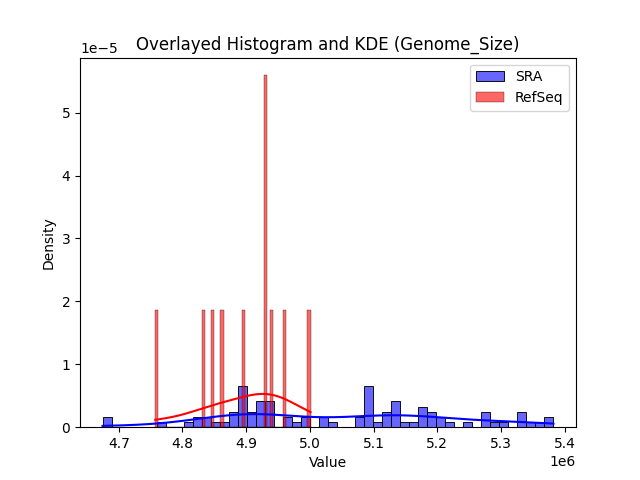 Overlayed Histogram and KDE (Genome_Size)
1e−5
SRA
RefSeq
5
4
3
2
1
0
Density
4.7 4.8 4.9 5.0 5.1 5.2 5.3 5.4
1e6
Value